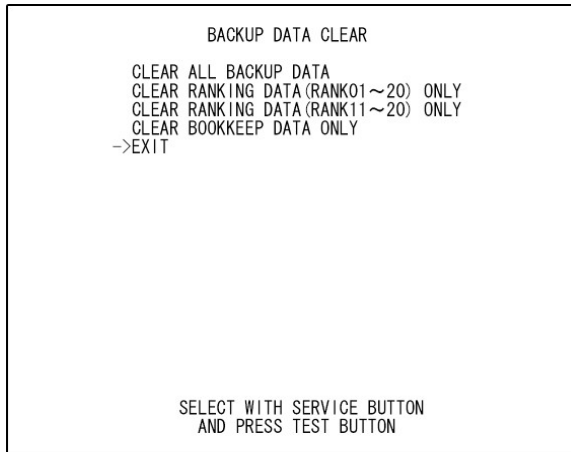 BACKUP DATA CLEAR
CLEAR ALL BACKUP DATA
CLEAR RANKING DATA(RANK01～20) ONLY
CLEAR RANKING DATA(RANK11～20) ONLY
CLEAR BOOKKEEP DATA ONLY
->EXIT
SELECT WITH SERVICE BUTTON
AND PRESS TEST BUTTON